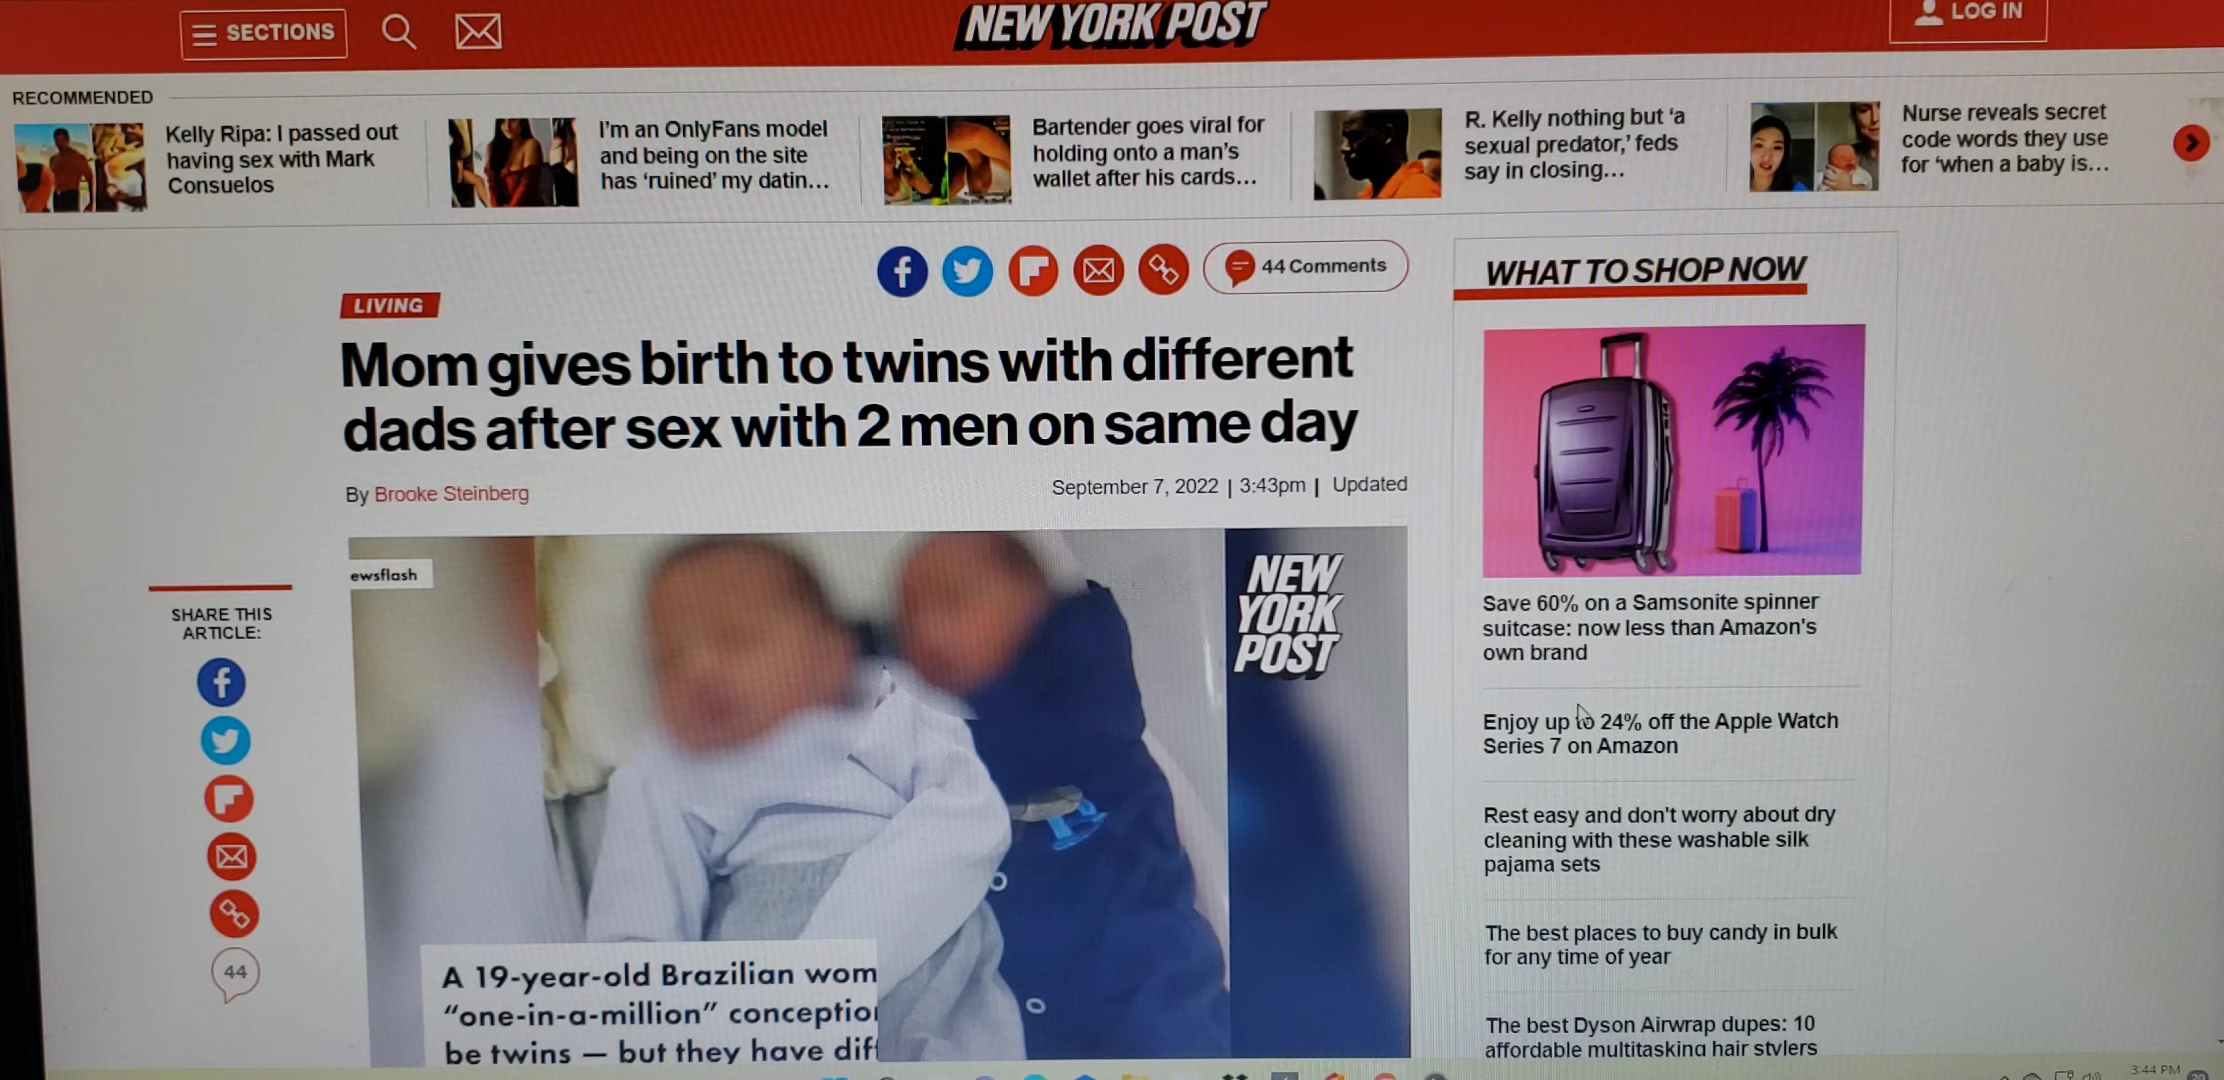 SECTIONS
NEW YORK POST
LOG IN
RECOMMENDED
Kelly Ripa: I passed out
having sex with Mark
Consuelos
I'm an OnlyFans model
and being on the site
has 'ruined' my datin...
Bartender goes viral for
holding onto a man's
wallet after his cards...
R. Kelly nothing but 'a
sexual predator,' feds
say in closing...
Nurse reveals secret
code words they use
for 'when a baby is...
44 Comments
LIVING
Mom gives birth to twins with different
dads after sex with 2 men on same day
By Brooke Steinberg
September 7, 2022 | 3:43pm | Updated
SHARE THIS
ARTICLE:
44
ewsflash
NEW
YORK
POST
A 19-year-old Brazilian wom
"one-in-a-million" conceptio
be twins — but they have dif
WHAT TO SHOP NOW
Save 60% on a Samsonite spinner
suitcase: now less than Amazon's
own brand
Enjoy up to 24% off the Apple Watch
Series 7 on Amazon
Rest easy and don't worry about dry
cleaning with these washable silk
pajama sets
The best places to buy candy in bulk
for any time of year
The best Dyson Airwrap dupes: 10
affordable multitasking hair stylers
3:44 PM